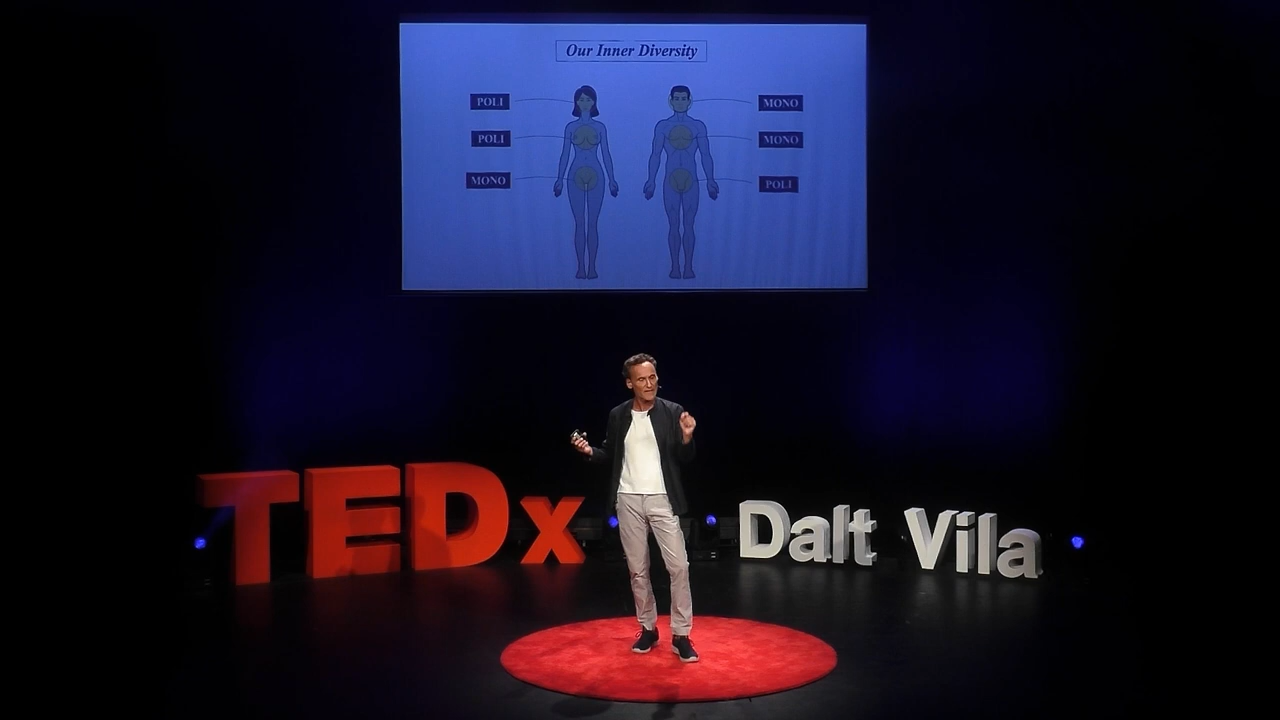 Our Inner Diversity
POLI
MONO
POLI
MONO
MONO
POLI
TEDx
Dalt Vila